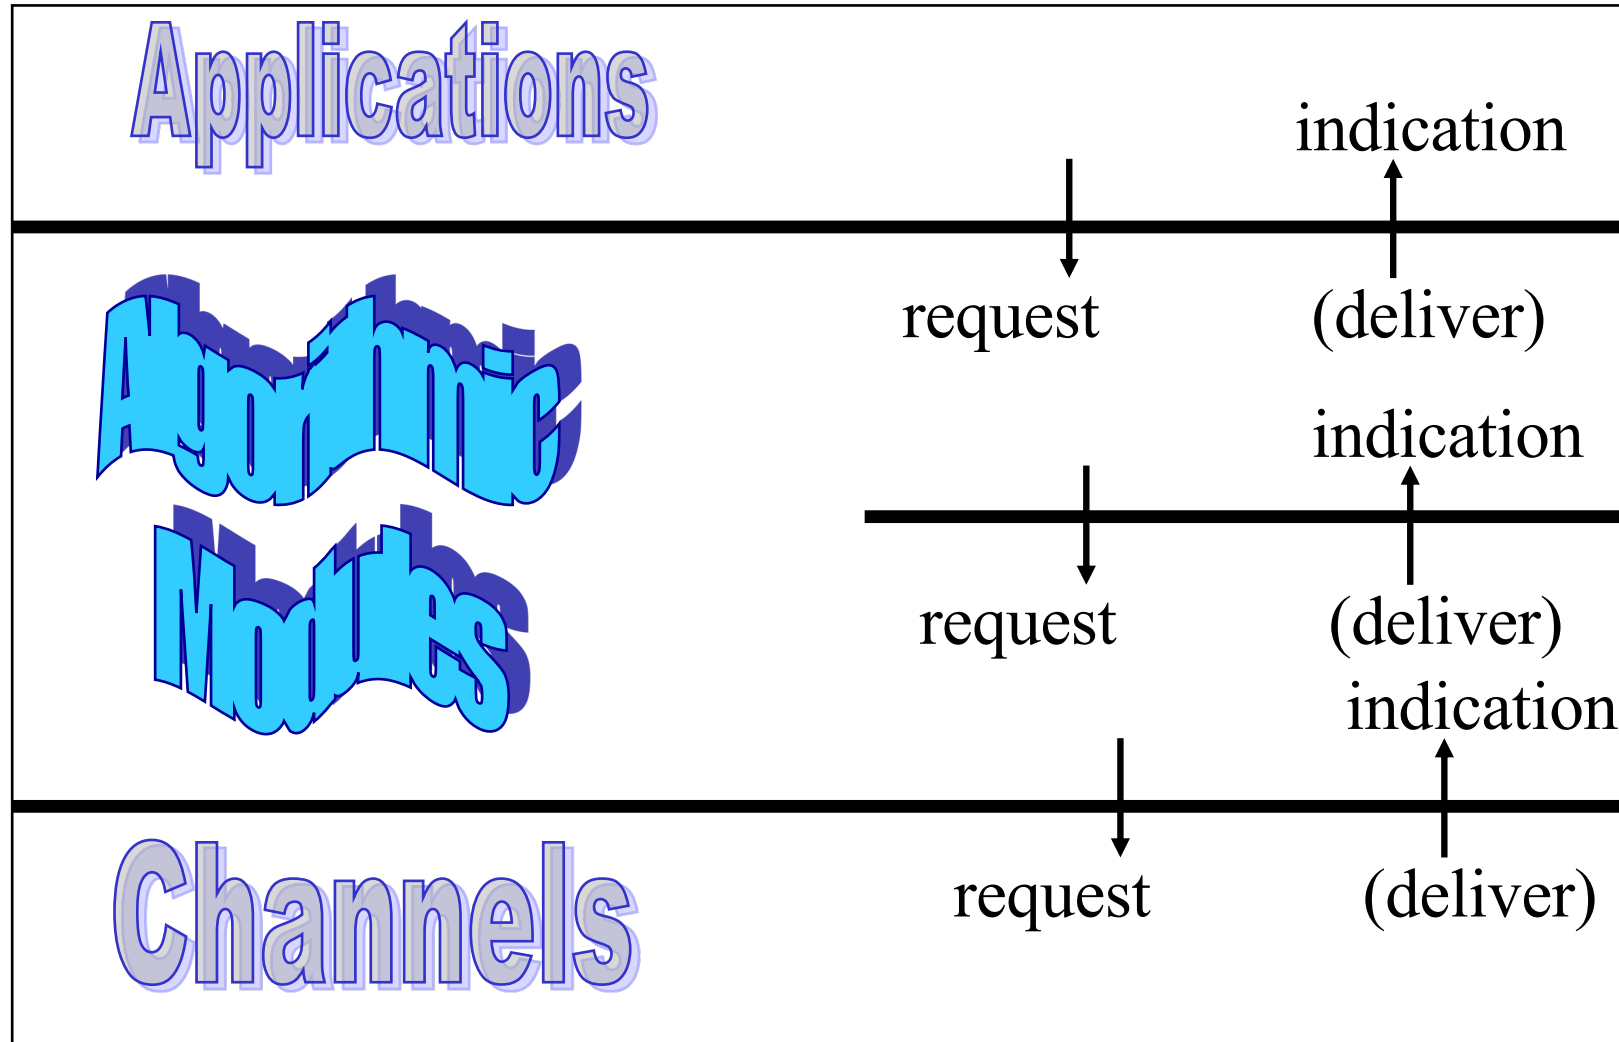 Applications
indication
request (deliver)
Algorithmic
indication
Modules
request (deliver)
indication
Channels
request (deliver)